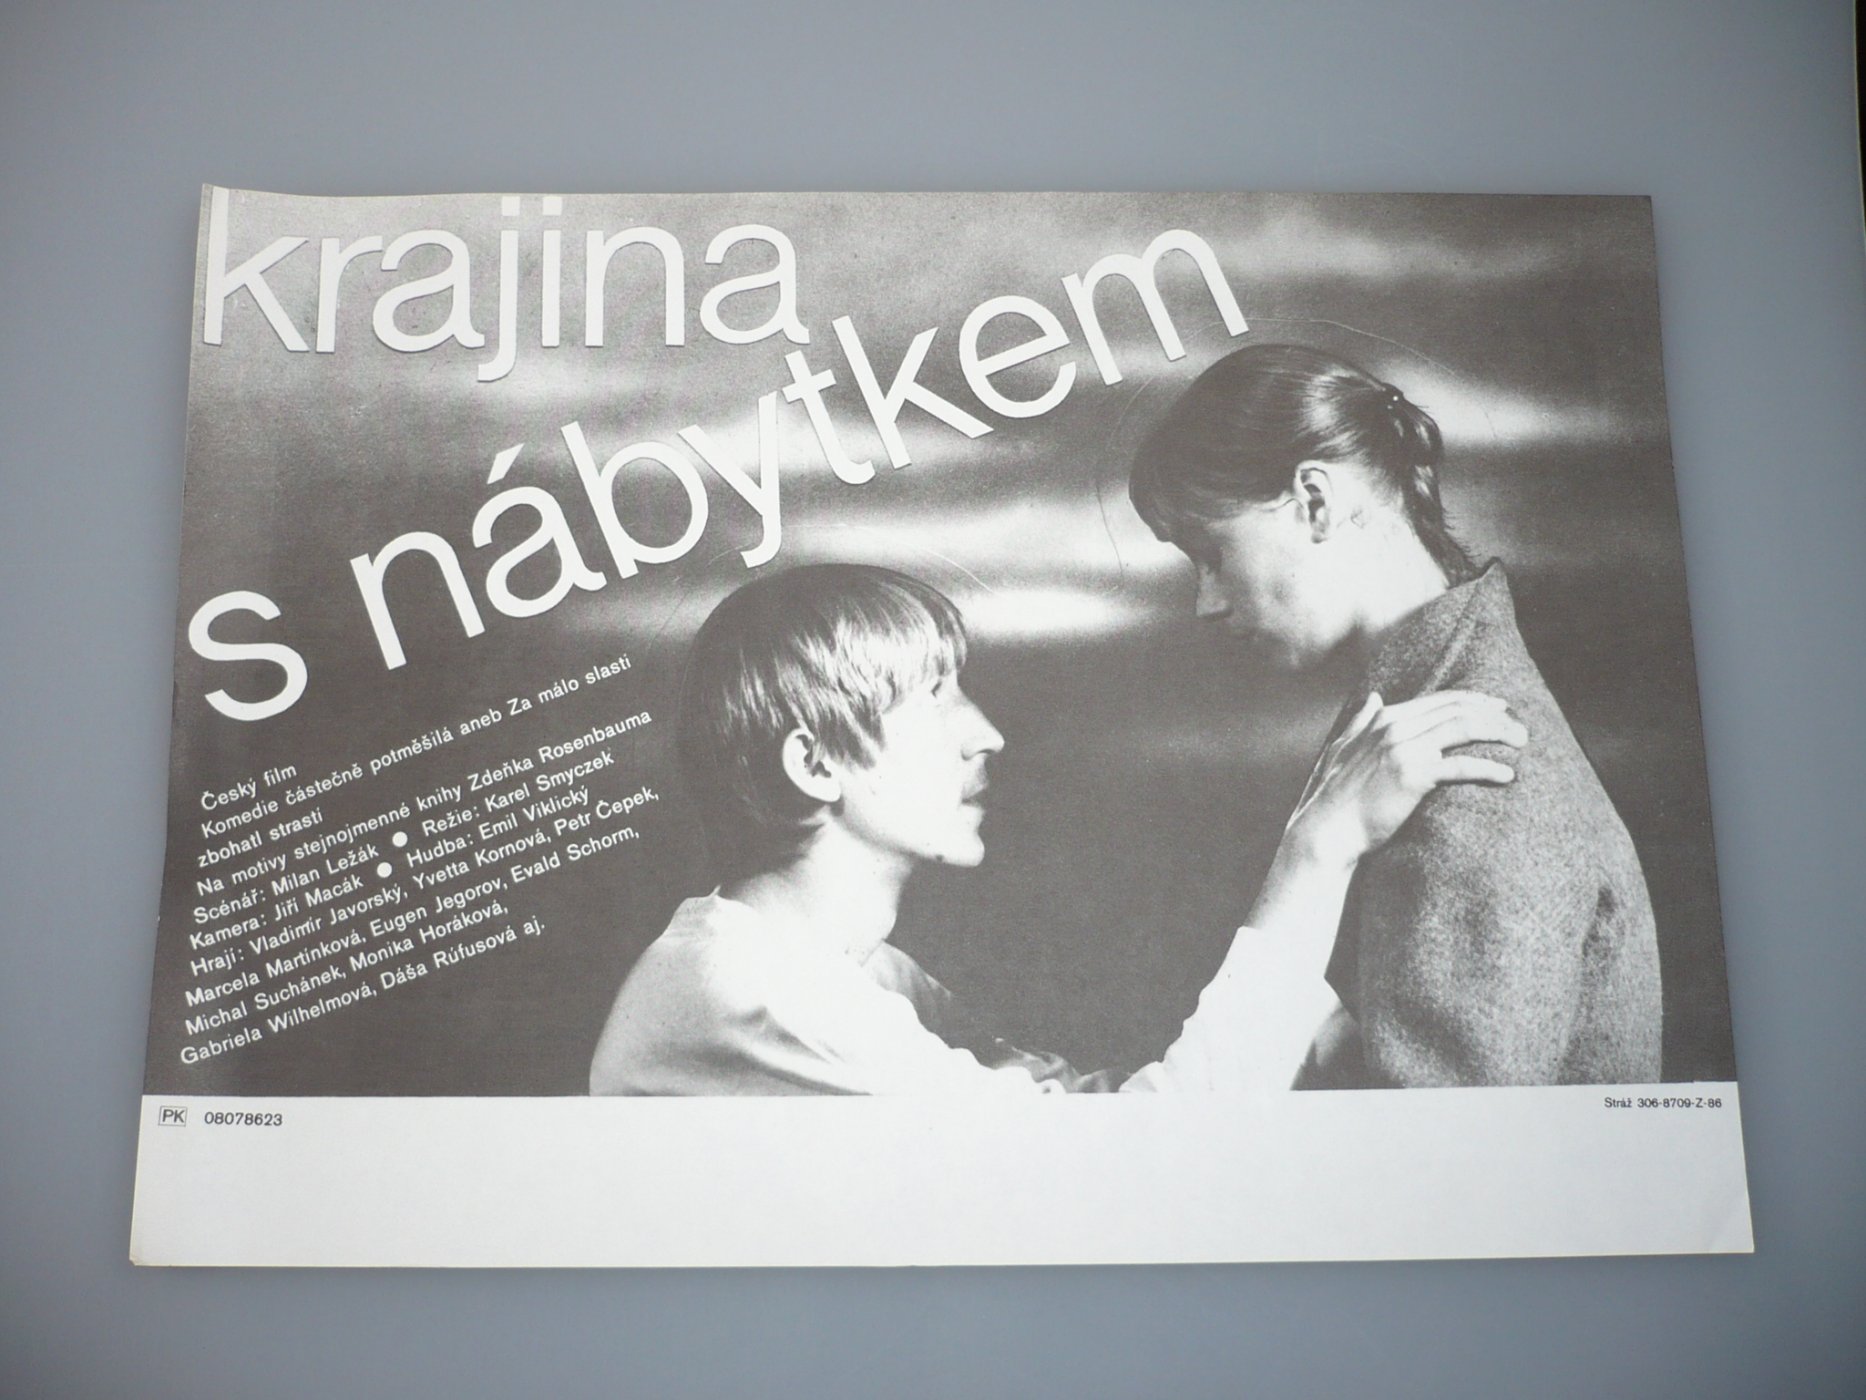 krajina
s nábytkem
Český film
Komedie částečně potměšilá aneb Za málo slasti
zbohatl strastí
Na motivy stejnojmenné knihy Zdeňka Rosenbauma
Scénář: Milan Ležák ● Režie: Karel Smyczek
Kamera: Jiří Macák ● Hudba: Emil Viklický
Hrají: Vladimír Javorský, Yvetta Kornová, Petr Čepek,
Marcela Martínková, Eugen Jegorov, Evald Schorm,
Michal Suchánek, Monika Horáková,
Gabriela Wilhelmová, Dáša Rúfusová aj.
PK 08078623
Stráž 306-8709-Z-86